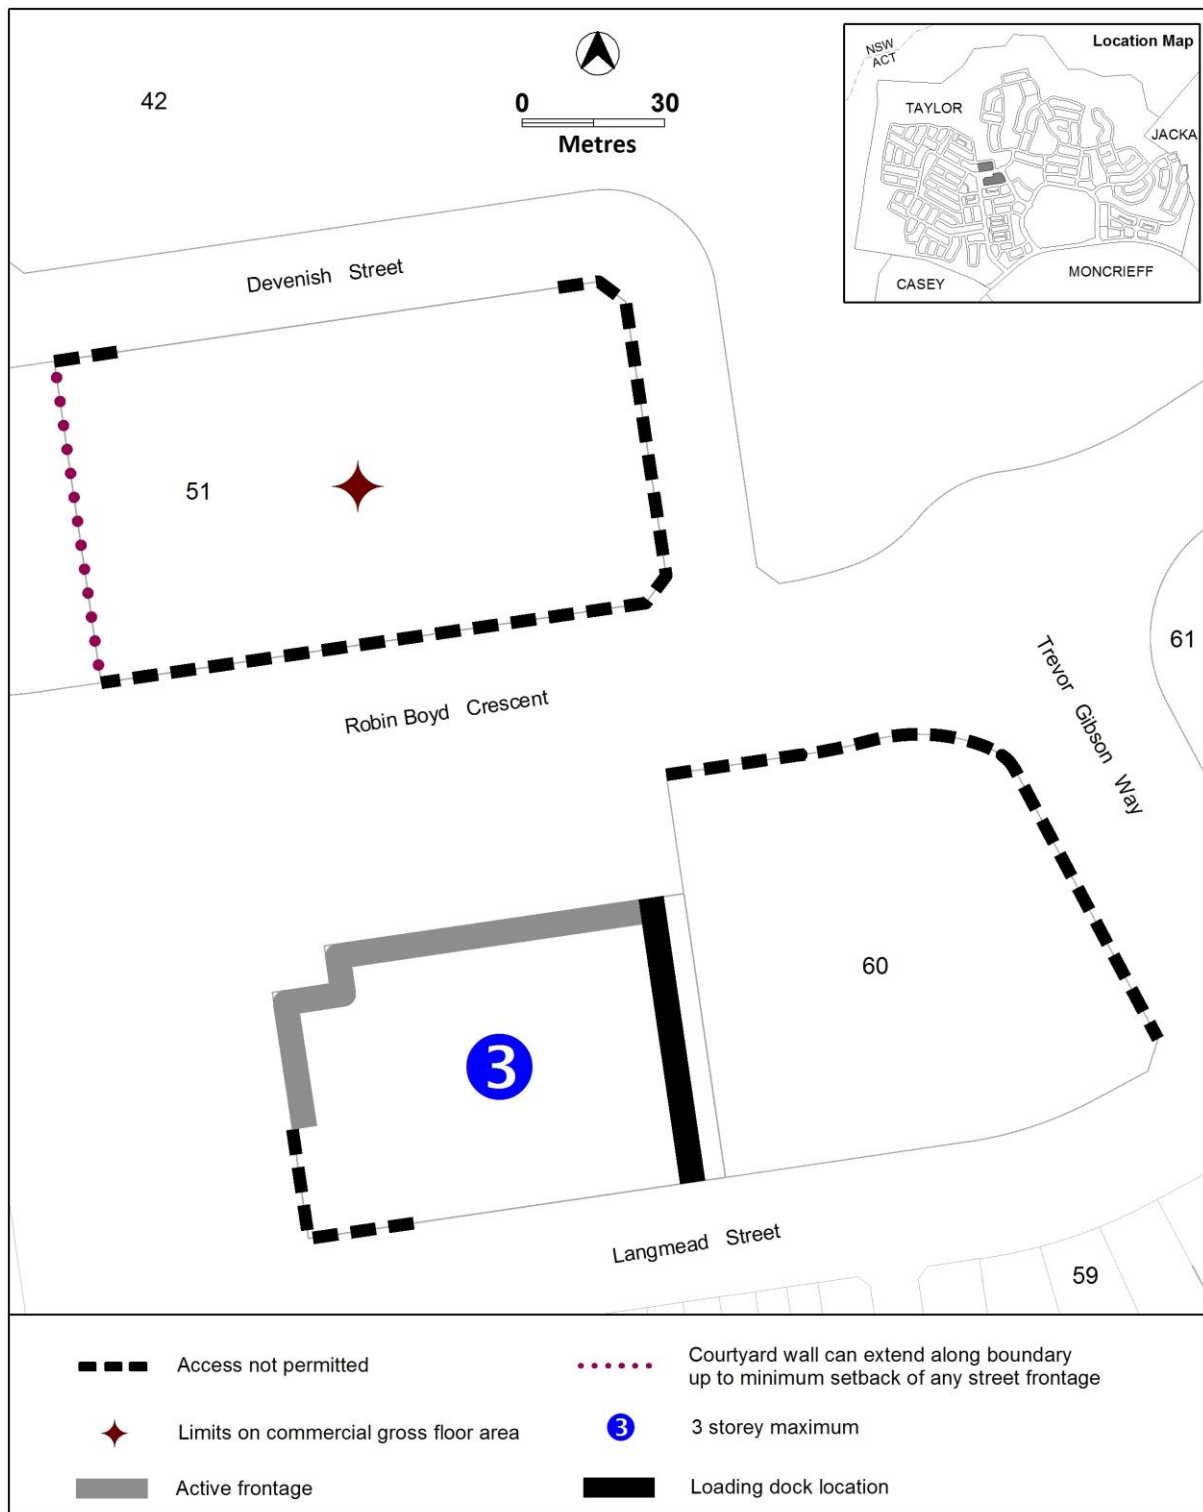 Location Map
NSW
ACT
TAYLOR
JACKA
MONCRIEFF
CASEY
42
0 30
Metres
Devenish Street
51
61
Trevor Gibson Way
Robin Boyd Crescent
60
3
Langmead Street
59
Access not permitted
Courtyard wall can extend along boundary
up to minimum setback of any street frontage
Limits on commercial gross floor area
3 3 storey maximum
Active frontage
Loading dock location